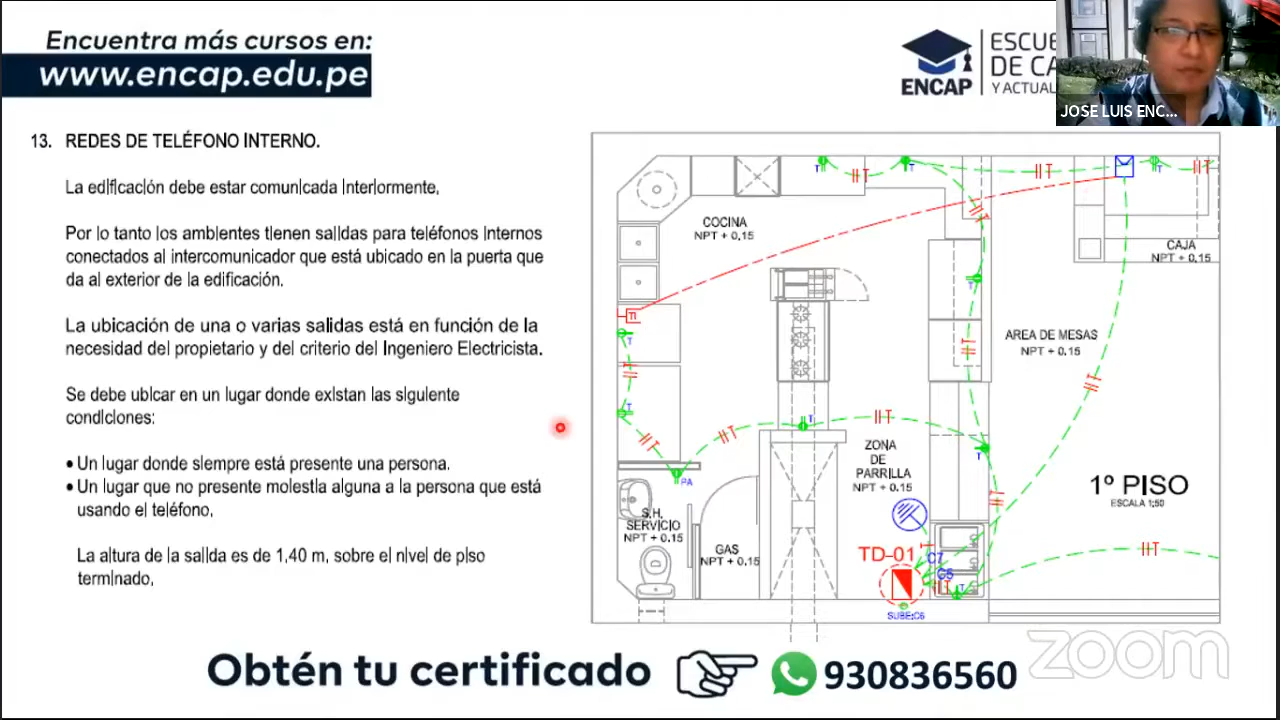 Encuentra más cursos en:
www.encap.edu.pe
ENCAP
ESCUE
DE CA
Y ACTUAL
JOSE LUIS ENC...
13. REDES DE TELÉFONO INTERNO.
La edificación debe estar comunicada interiormente,
Por lo tanto los ambientes tienen salidas para teléfonos internos
conectados al intercomunicador que está ubicado en la puerta que
da al exterior de la edificación.
La ubicación de una o varias salidas está en función de la
necesidad del propietario y del criterio del Ingeniero Electricista.
Se debe ubicar en un lugar donde existan las siguiente
condiciones:
• Un lugar donde siempre está presente una persona.
• Un lugar que no presente molestia alguna a la persona que está
usando el teléfono,
La altura de la salida es de 1,40 m, sobre el nivel de piso
terminado,
COCINA
NPT + 0,15
CAJA
NPT + 0,15
AREA DE MESAS
NPT + 0,15
ZONA
DE
PARRILLA
NPT + 0,15
1º PISO
ESCALA 1:50
PA
S.H.
SERVICIO
NPT + 0,15
GAS
NPT + 0,15
TD-01
C7
SUBE:C6
zoom
Obtén tu certificado
930836560